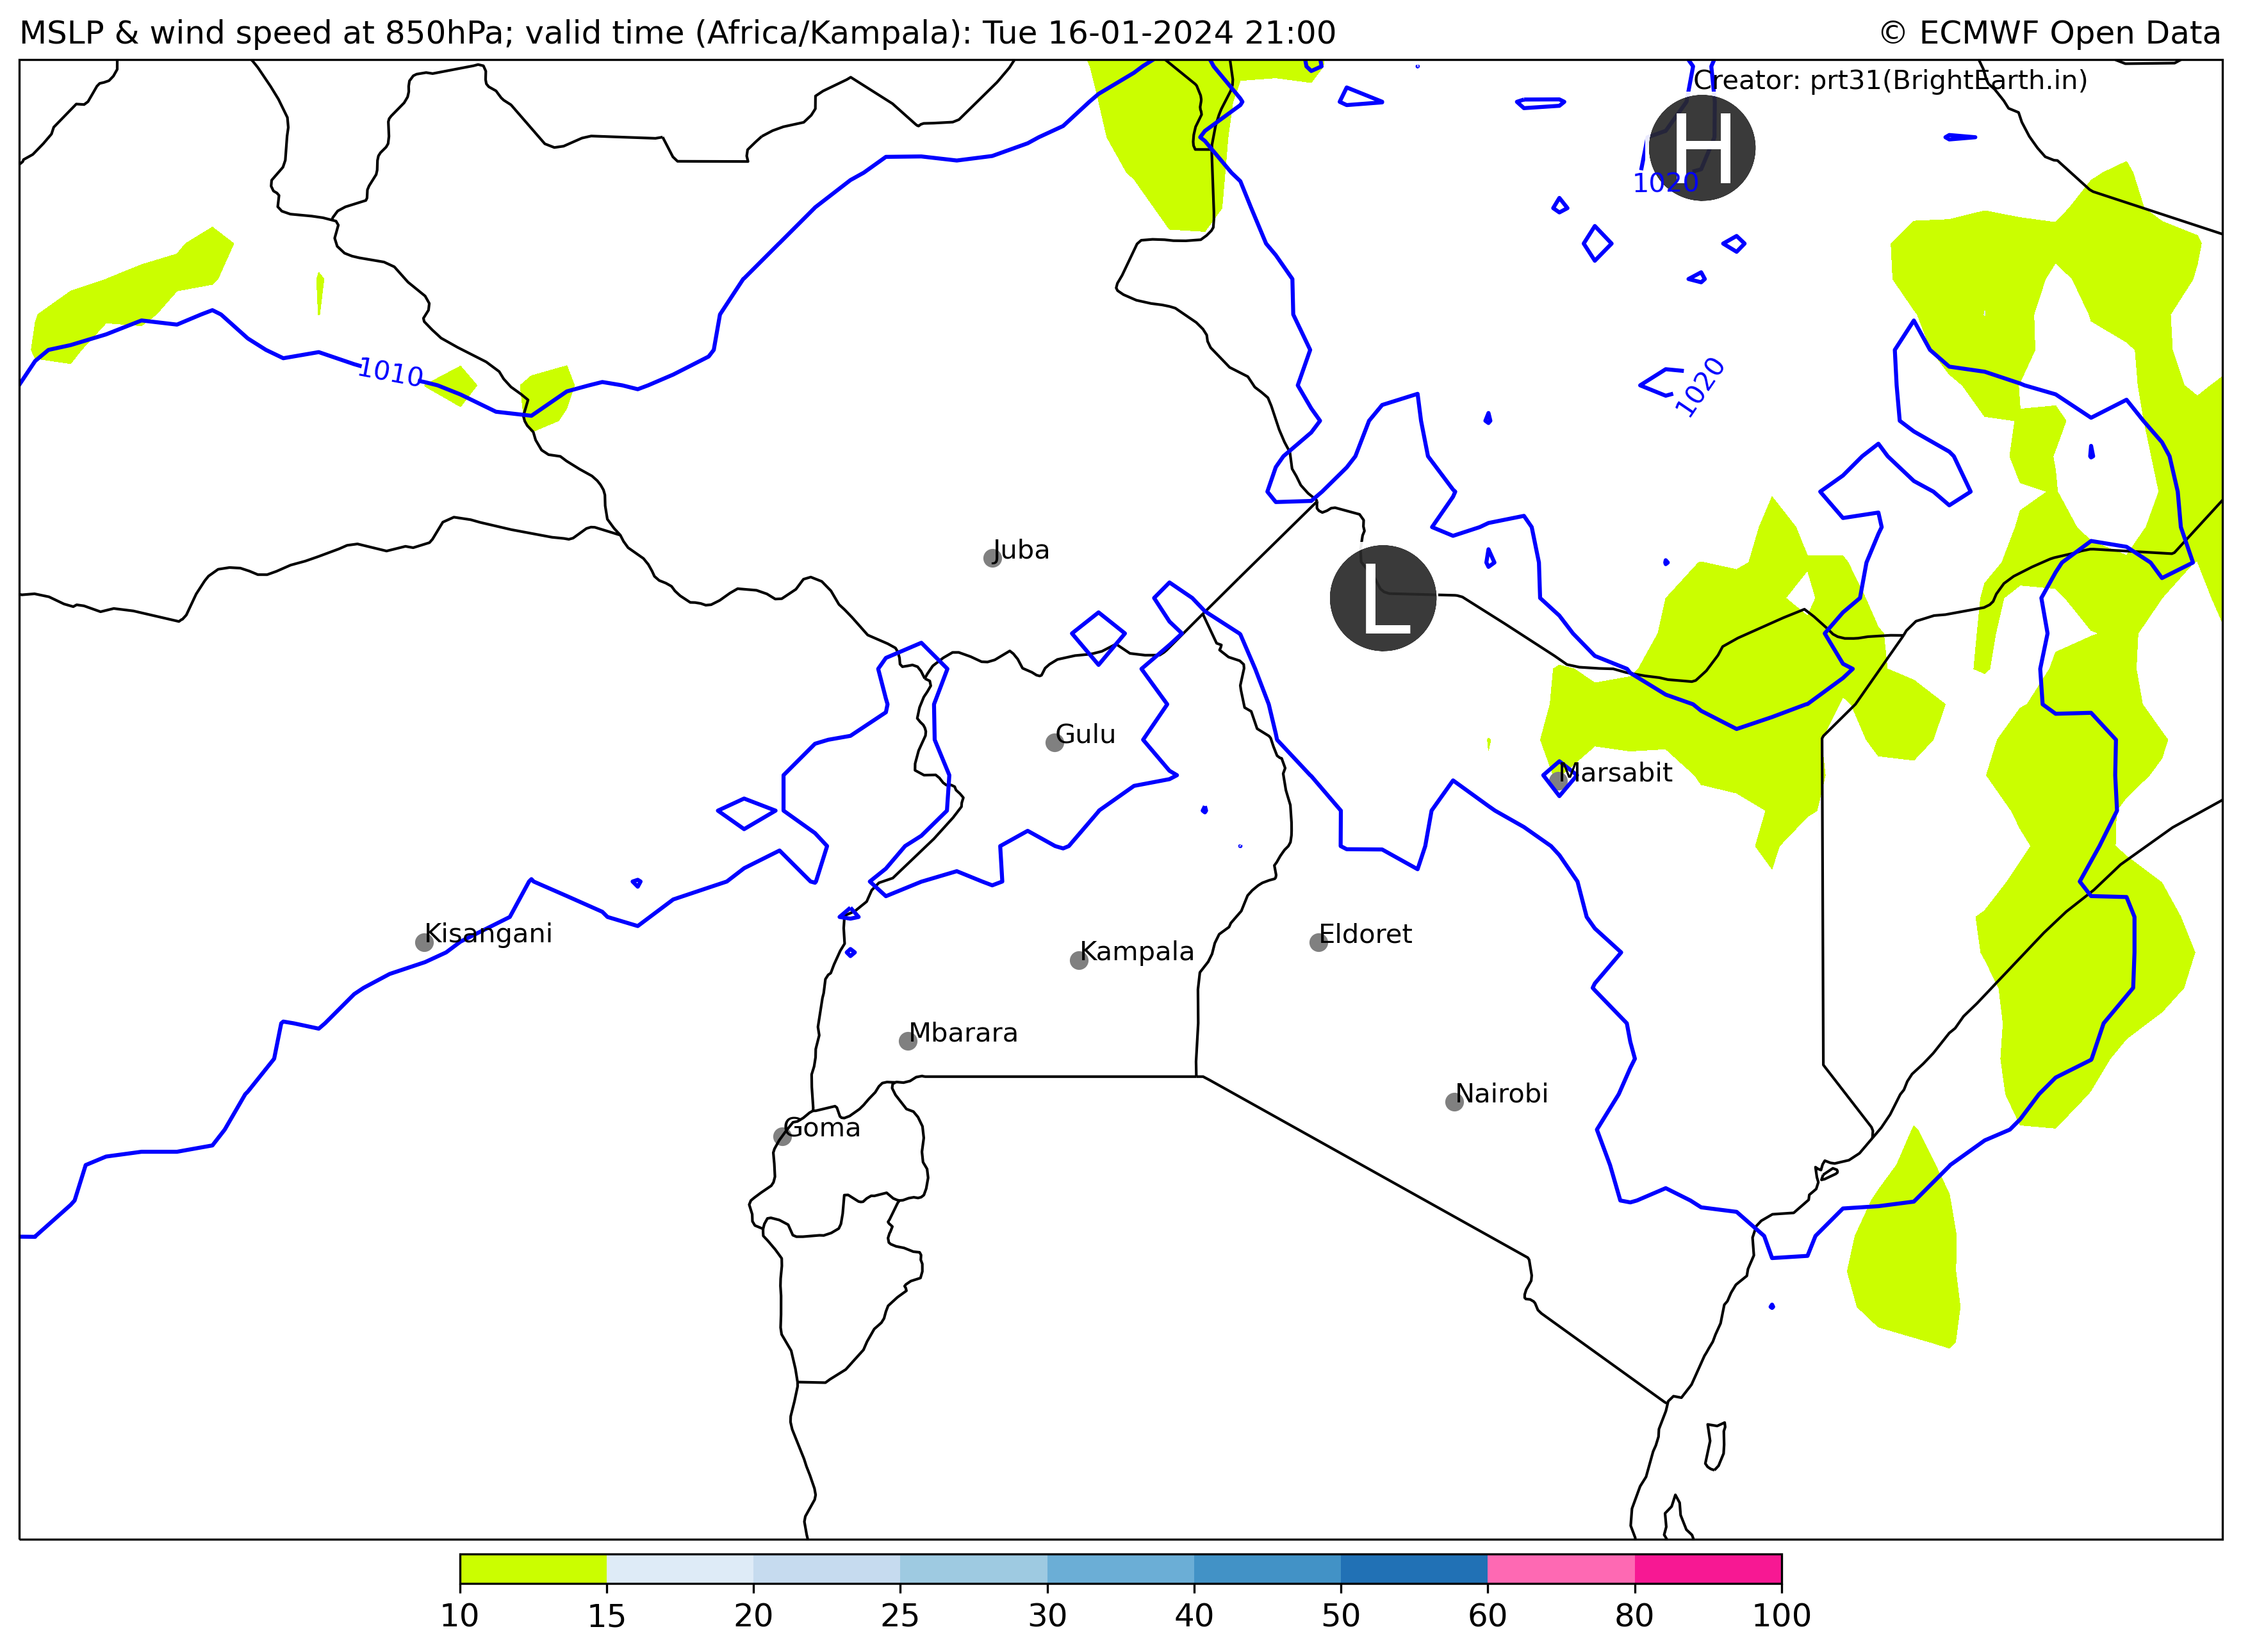 MSLP & wind speed at 850hPa; valid time (Africa/Kampala): Tue 16-01-2024 21:00
© ECMWF Open Data
Creator: prt31(BrightEarth.in)
H
1020
1010
1020
Juba
L
Gulu
Marsabit
Kisangani
Kampala
Eldoret
Mbarara
Nairobi
Goma
10 15 20 25 30 40 50 60 80 100